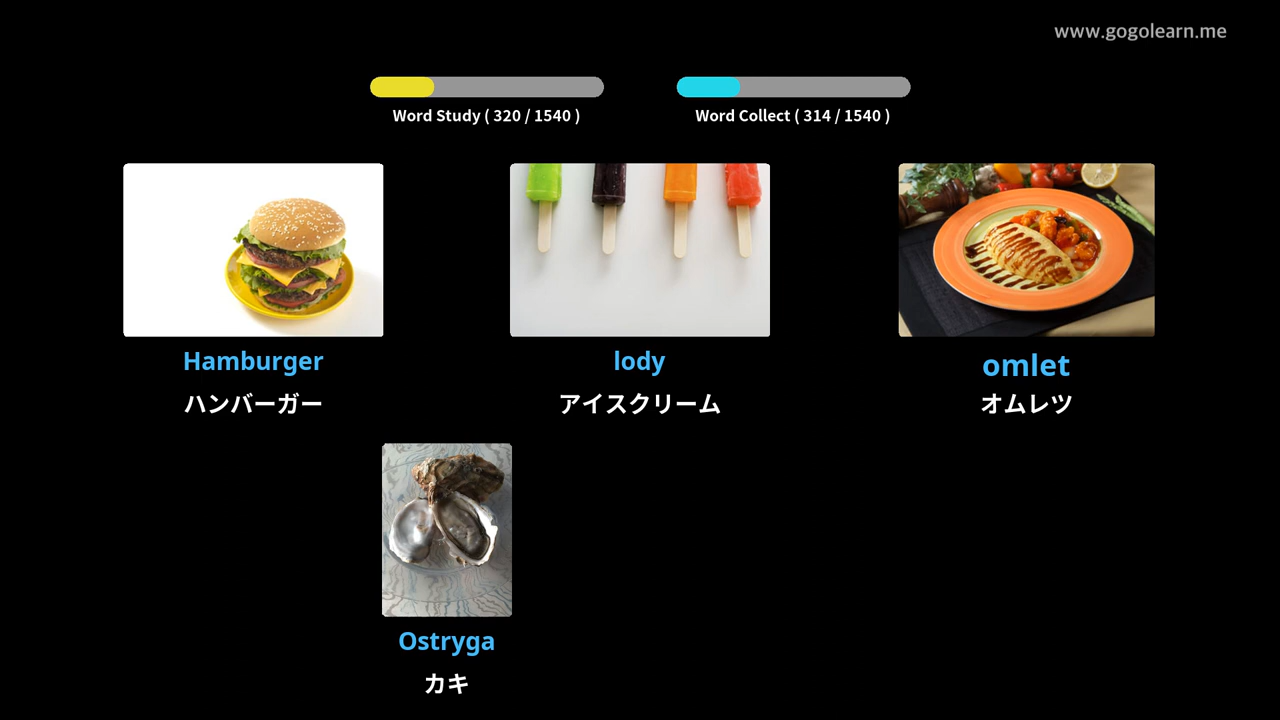 www.gogolearn.me
Word Study ( 320 / 1540 )
Word Collect ( 314 / 1540 )
Hamburger
ハンバーガー
lody
アイスクリーム
omlet
オムレツ
Ostryga
カキ